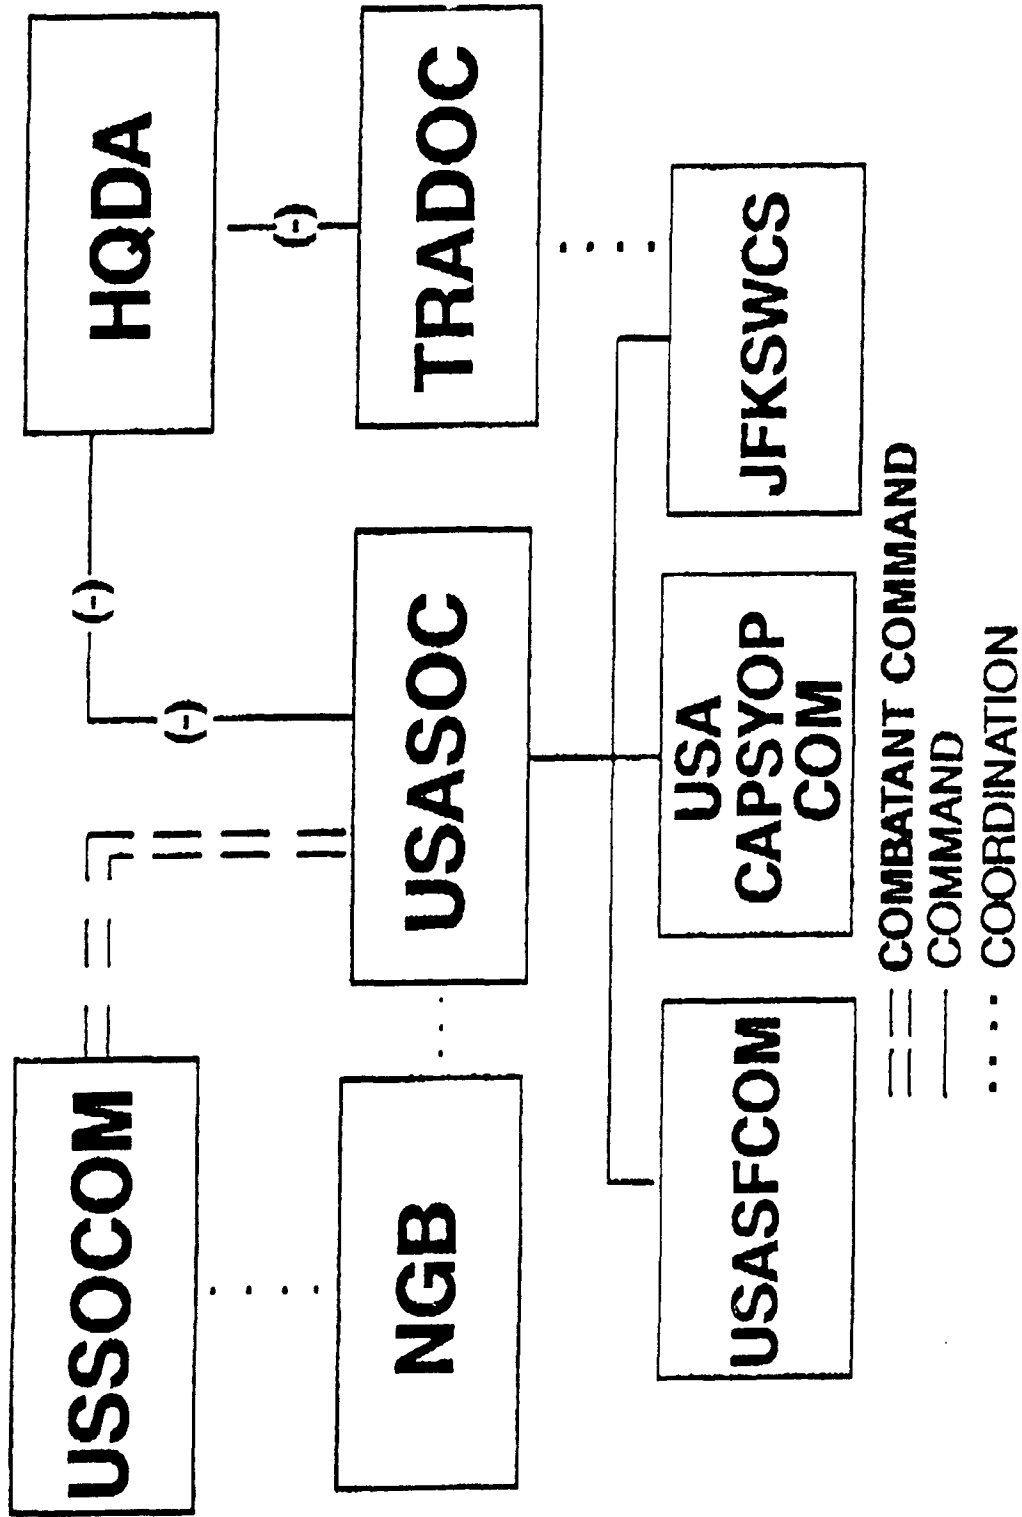 USSOCOM
HQDA
(-)
(-)
(-)
NGB
USASOC
TRADOC
USASFCOM
USA
CAPSYOP
COM
JFKSWCS
COMBATANT COMMAND
COMMAND
COORDINATION